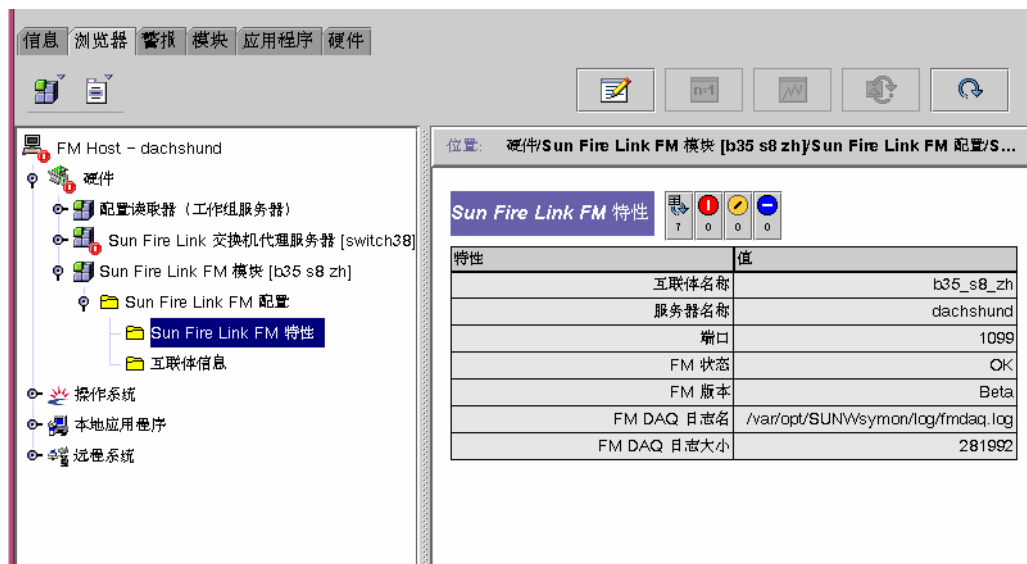 信息 浏览器 警报 模块 应用程序 硬件
n=1
FM Host – dachshund
硬件
配置读取器（工作组服务器）
Sun Fire Link 交换机代理服务器 [switch38]
Sun Fire Link FM 模块 [b35 s8 zh]
Sun Fire Link FM 配置
Sun Fire Link FM 特性
互联体信息
操作系统
本地应用程序
远程系统
位置: 硬件/Sun Fire Link FM 模块 [b35 s8 zh]/Sun Fire Link FM 配置/S...
Sun Fire Link FM 特性
7 0 0 0
特性 值
互联体名称 b35_s8_zh
服务器名称 dachshund
端口 1099
FM 状态 OK
FM 版本 Beta
FM DAQ 日志名 /var/opt/SUNWsymon/log/fmdaq.log
FM DAQ 日志大小 281992